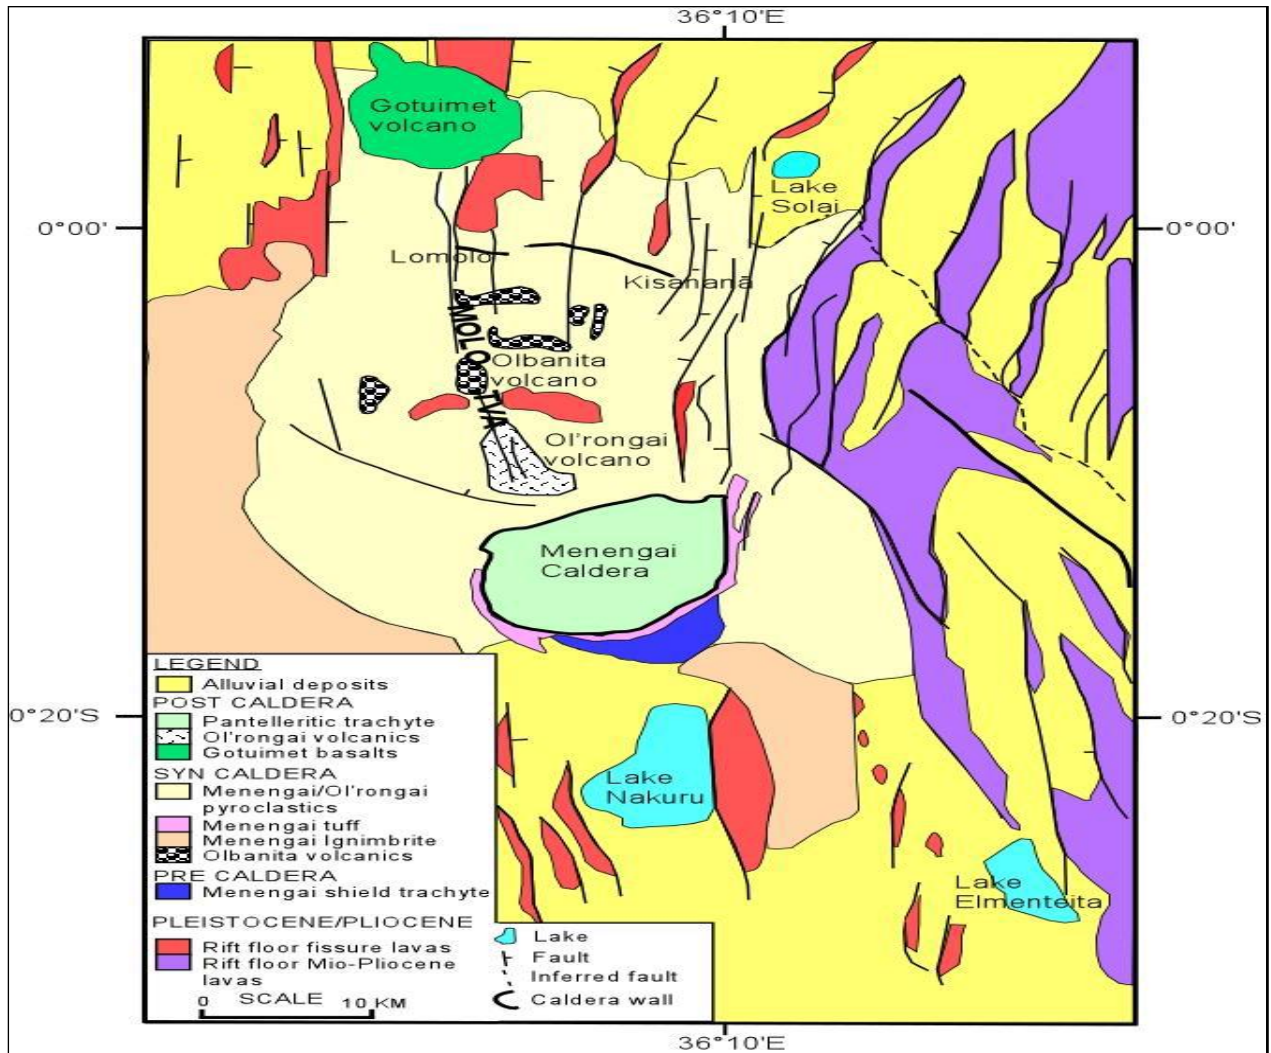 36°10'E
Gotuimet
volcano
Lake
Solai
0°00'
0°00'
Lomolo
Kisanana
MOLO TVA
Olbanita
volcano
Ol'rongai
volcano
Menengai
Caldera
LEGEND
Alluvial deposits
POST CALDERA
Pantelleritic trachyte
Ol'rongai volcanics
Gotuimet basalts
SYN CALDERA
Menengai/Ol'rongai
pyroclastics
Menengai tuff
Menengai Ignimbrite
Olbanita volcanics
PRE CALDERA
Menengai shield trachyte
PLEISTOCENE/PLIOCENE
Rift floor fissure lavas
Rift floor Mio-Pliocene
lavas
0 SCALE 10 KM
Lake
Fault
Inferred fault
Caldera wall
0°20'S
0°20'S
Lake
Nakuru
Lake
Elmenteita
36°10'E